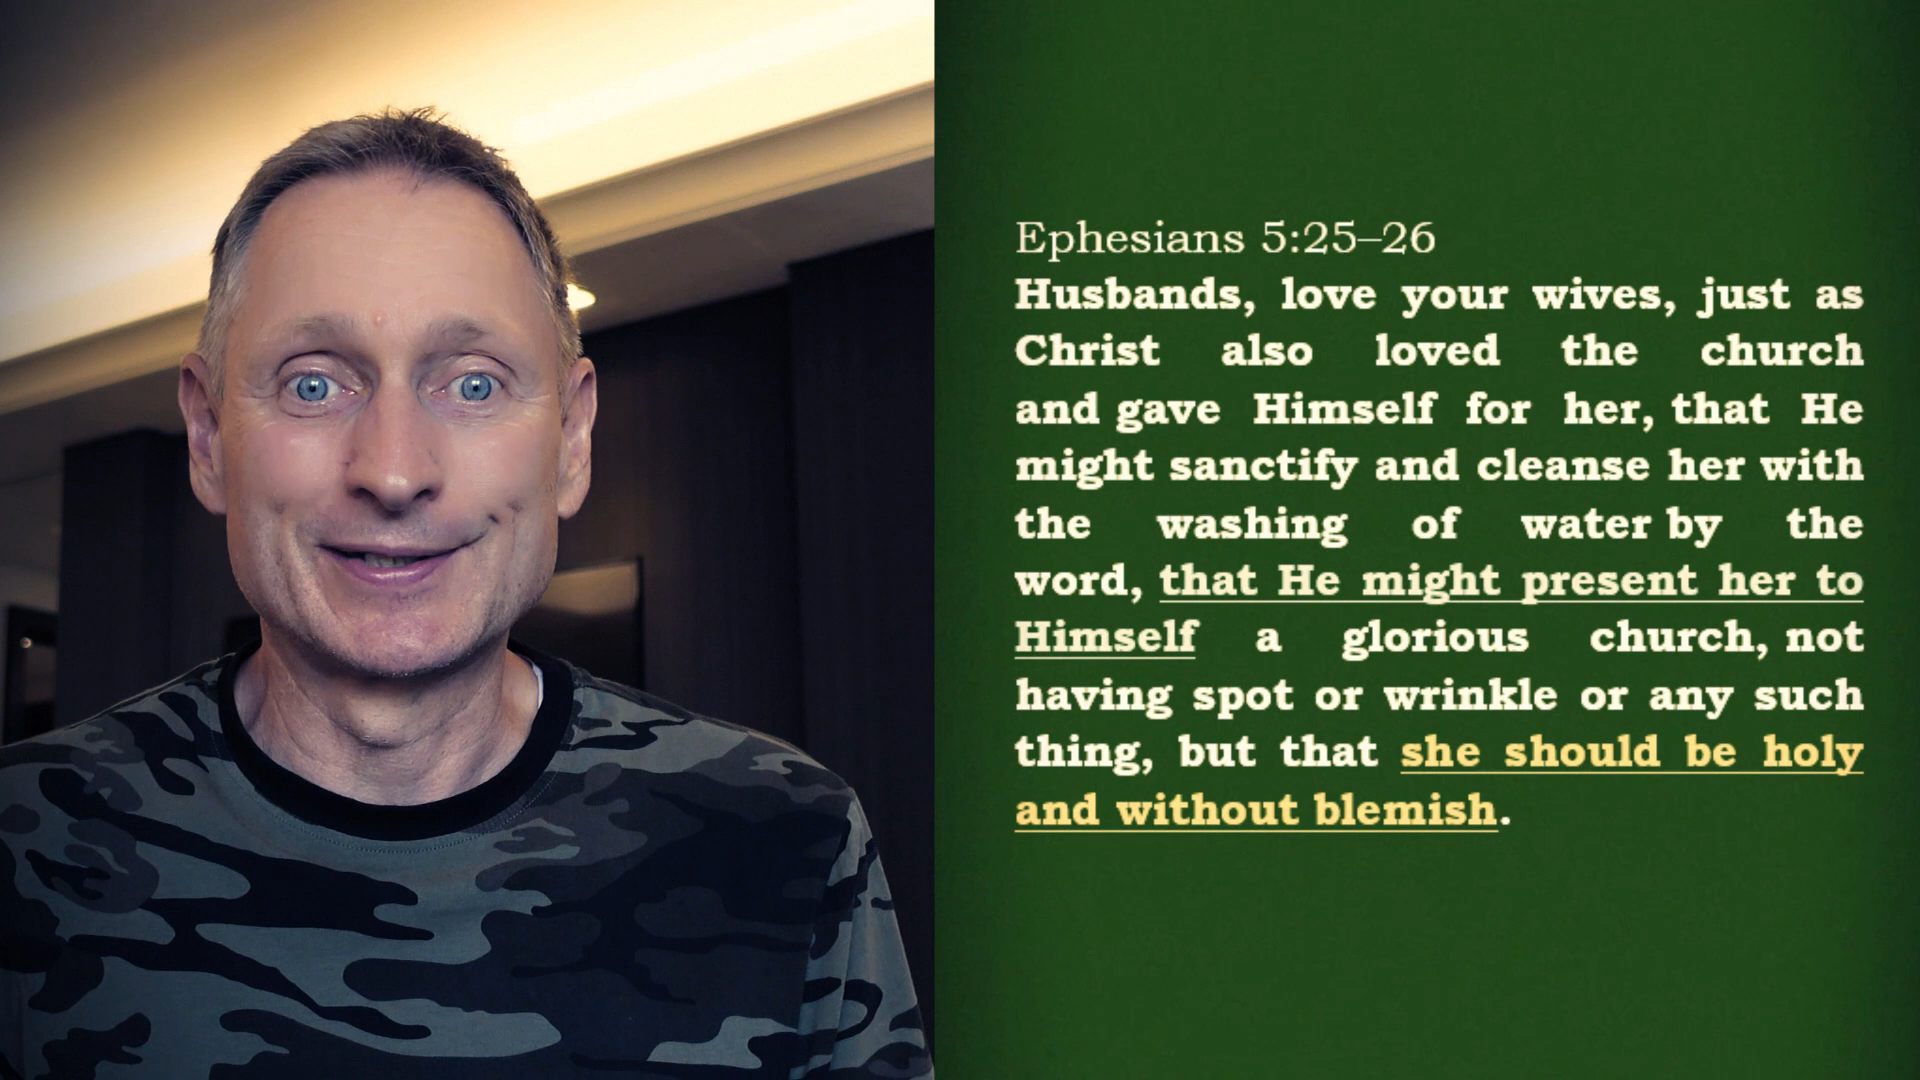 Ephesians 5:25–26
Husbands, love your wives, just as
Christ also loved the church
and gave Himself for her, that He
might sanctify and cleanse her with
the washing of water by the
word, that He might present her to
Himself a glorious church, not
having spot or wrinkle or any such
thing, but that she should be holy
and without blemish.